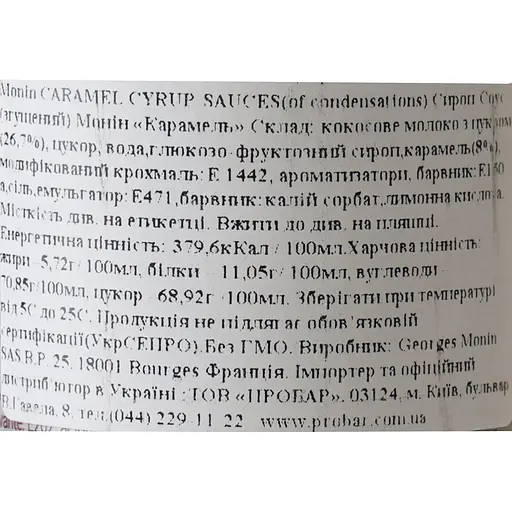 Monin CARAMEL CYRUP SAUCES(of condensations) Сироп Соус
(згущений) Монін «Карамель» Склад: кокосове молоко з цукром
(26,7%), цукор, вода,глюкозо-фруктозний сироп,карамель(8%),
модифікований крохмаль: Е 1442, ароматизатори, барвник:Е150
а,сіль,емульгатор: Е471,барвник:калій сорбат,лимонна кислота.
Місткість див. на етикетці. Вжити до див. на пляшці.
Енергетична цінність: 379,6кКал / 100мл.Харчова цінність:
жири -5,72г/ 100мл, білки - 11,05г/ 100мл, вуглеводи -
70,85г/100мл, цукор -68,92г /100мл. Зберігати при температурі
від 5С до 25С. Продукція не підлягає обов'язковій
сертифікації(УкрСЕПРО).Без ГМО. Виробник: Georges Monin
SAS.B.P. 25. 18001 Bourges Франція. Імпортер та офіційний
дистриб'ютор в Україні :ТОВ «ПРОБАР». 03124, м. Київ, бульвар
В.Гавела, 8, тел.(044) 229-11-22 www.probar.com.ua